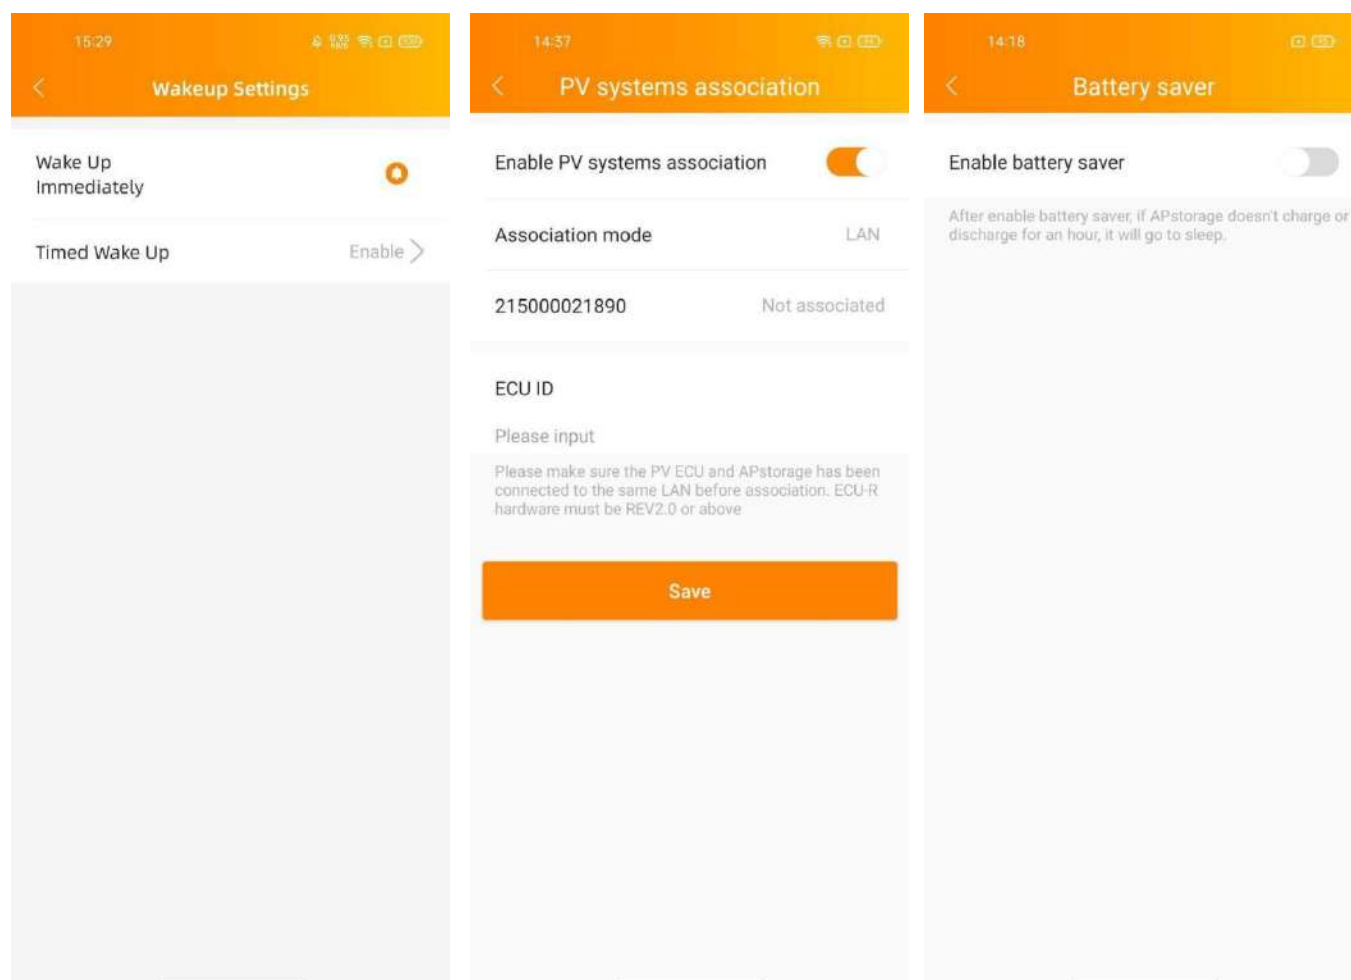 15:29
Wakeup Settings
Wake Up
Immediately
Timed Wake Up
Enable
14:37
PV systems association
Enable PV systems association
Association mode
LAN
215000021890
Not associated
ECU ID
Please input
Please make sure the PV ECU and APstorage has been
connected to the same LAN before association. ECU-R
hardware must be REV2.0 or above
Save
14:18
Battery saver
Enable battery saver
After enable battery saver, if APstorage doesn't charge or
discharge for an hour, it will go to sleep.